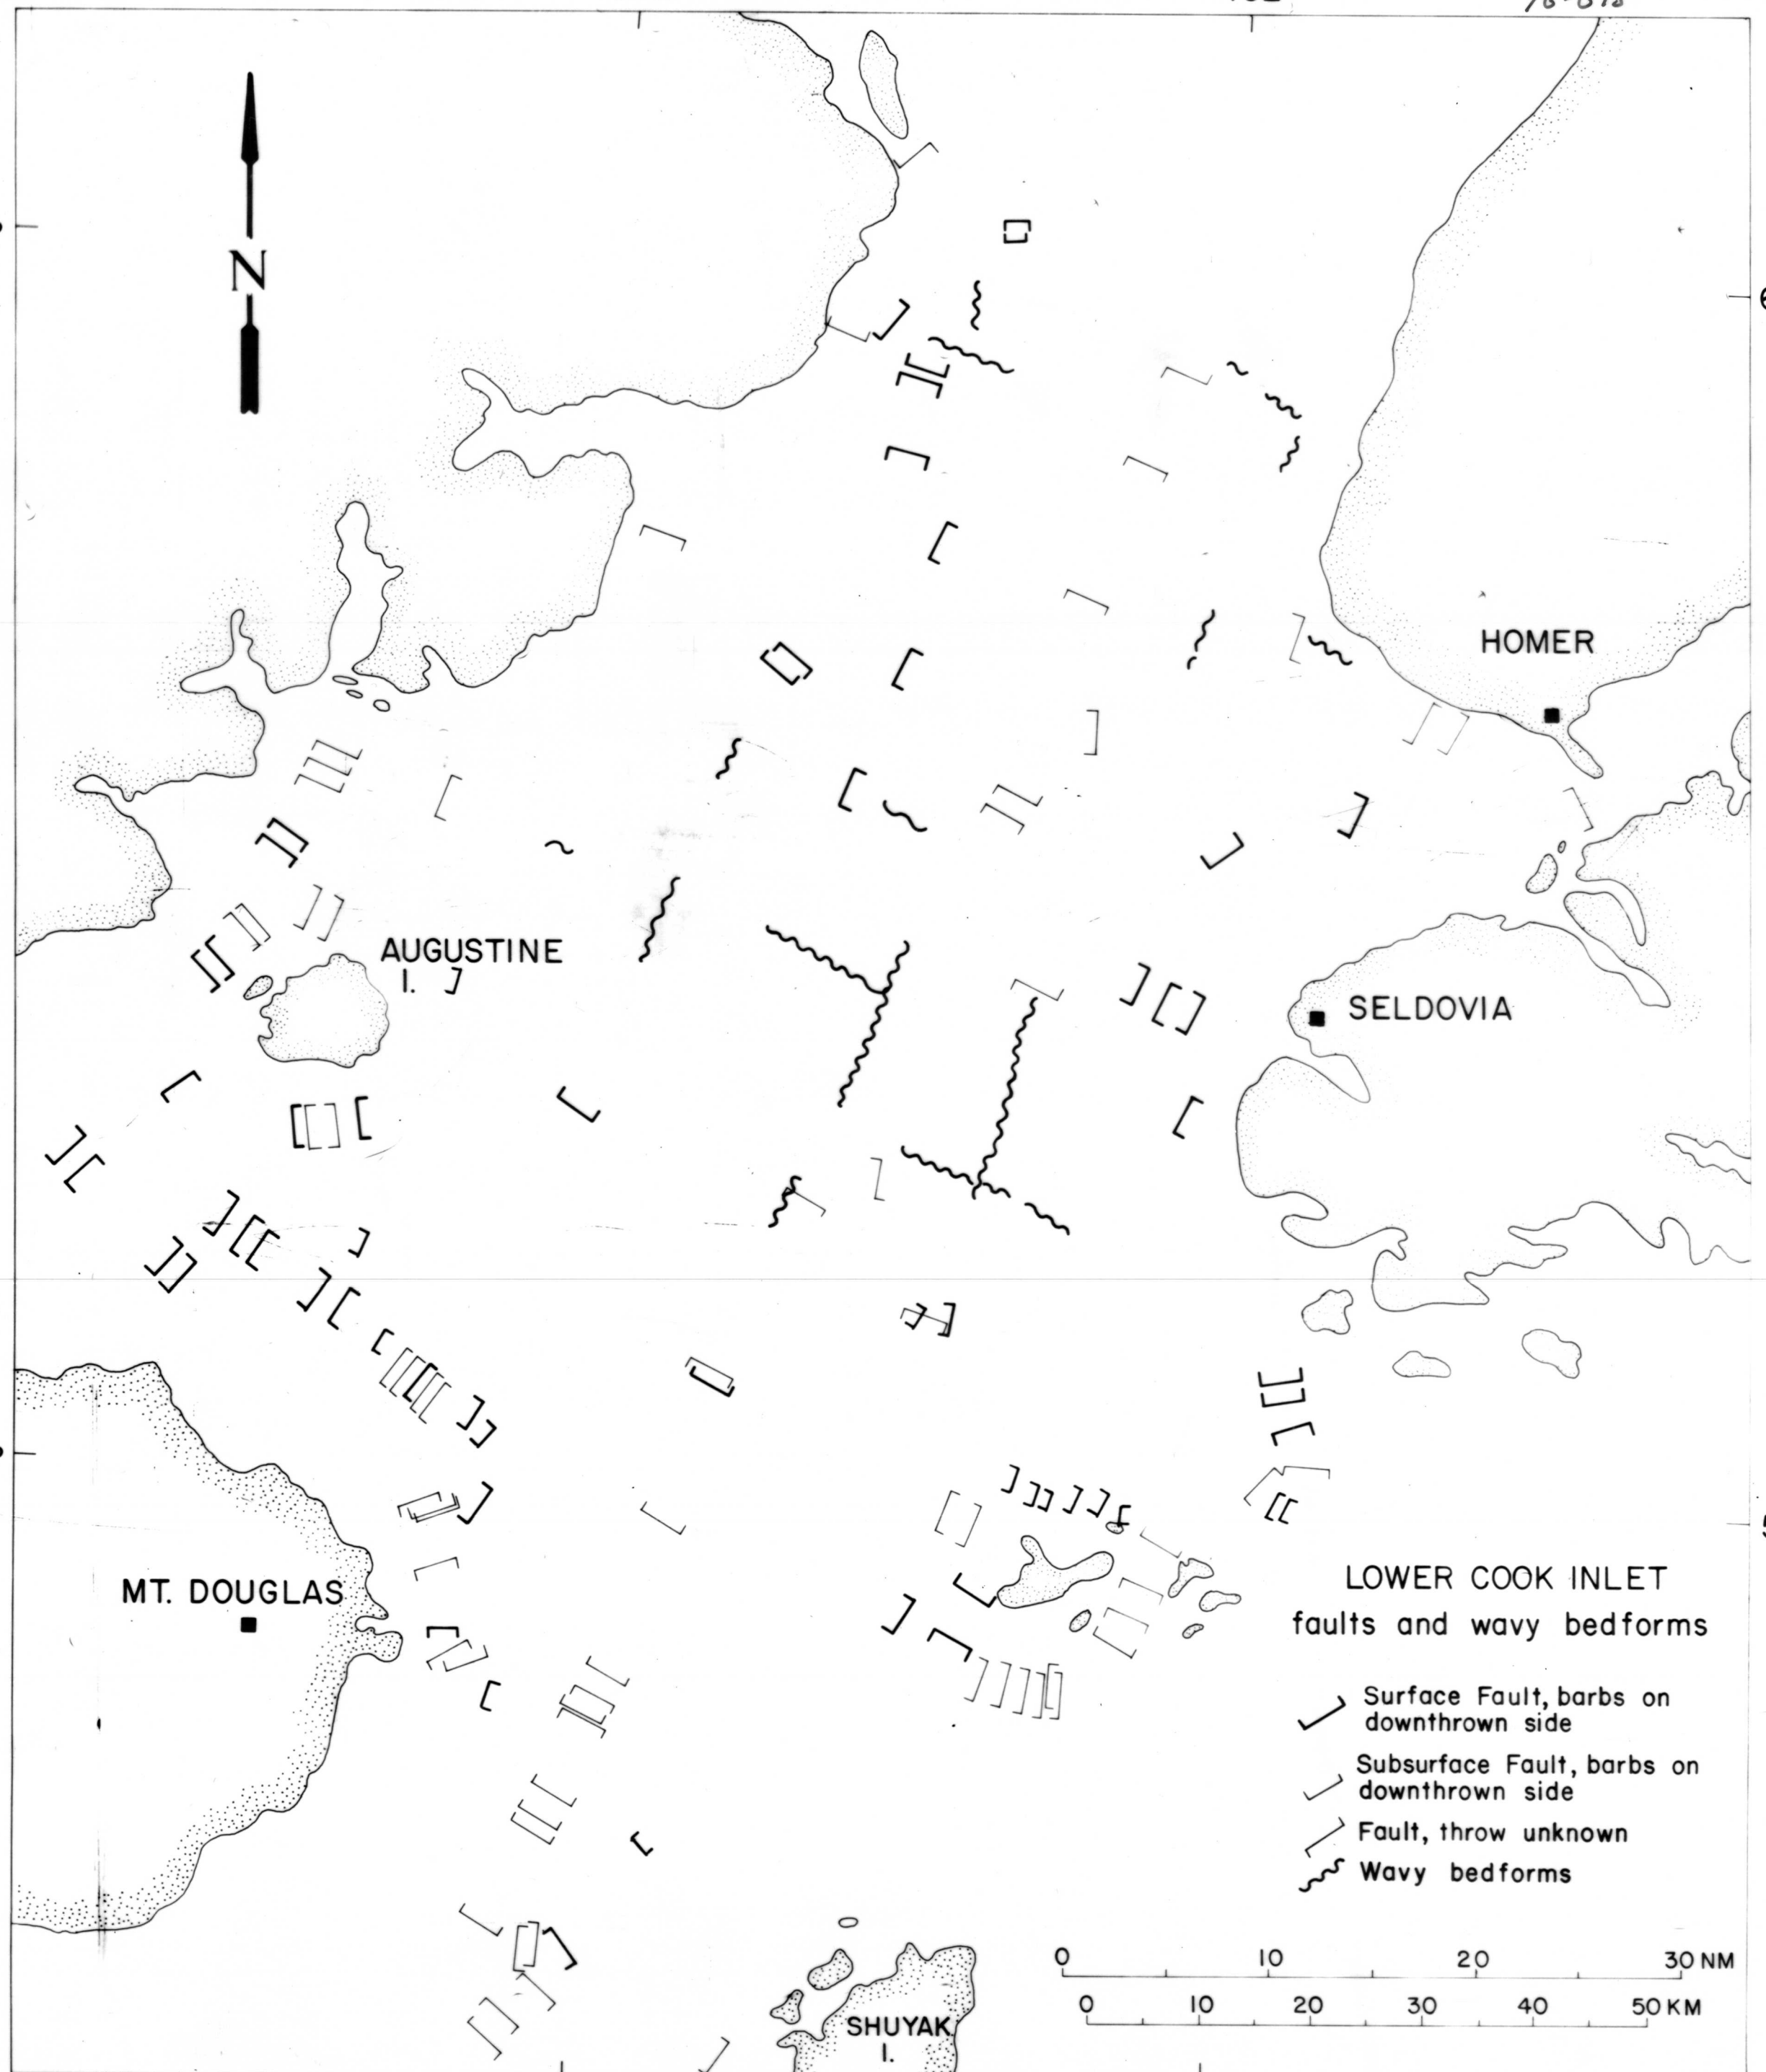 N
HOMER
AUGUSTINE
I.
SELDOVIA
MT. DOUGLAS
LOWER COOK INLET
faults and wavy bedforms
Surface Fault, barbs on
downthrown side
Subsurface Fault, barbs on
downthrown side
Fault, throw unknown
Wavy bedforms
0 10 20 30 NM
0 10 20 30 40 50 KM
SHUYAK
I.